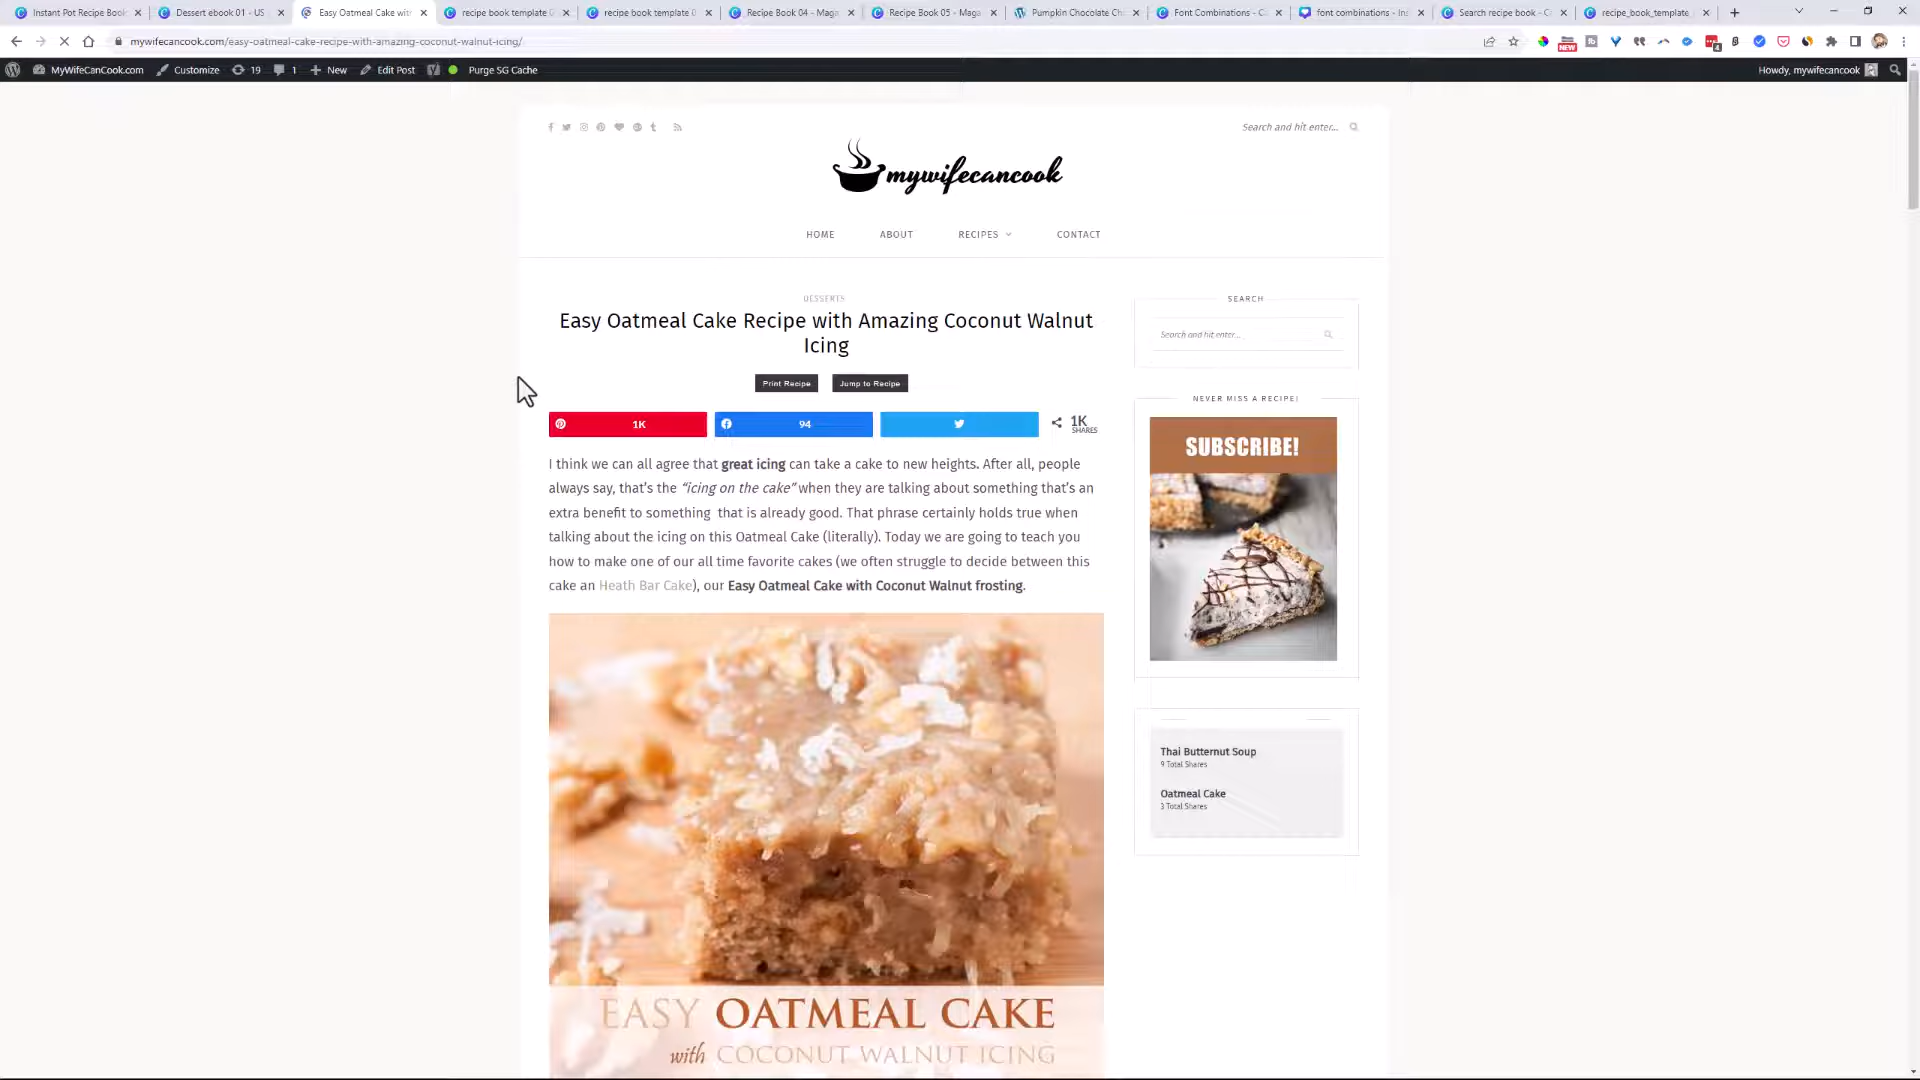 Instant Pot Recipe Book
Dessert ebook 01 - US
Easy Oatmeal Cake with
recipe book template
recipe book template
Recipe Book 04 - Maga
Recipe Book 05 - Maga
Pumpkin Chocolate Ch
Font Combinations - C
font combinations - Ins
Search recipe book - C
recipe_book_template
mywifecancook.com/easy-oatmeal-cake-recipe-with-amazing-coconut-walnut-icing/
NEW
4
MyWifeCanCook.com
Customize
19
1
New
Edit Post
Purge SG Cache
Howdy, mywifecancook
Search and hit enter...
mywifecancook
HOME
ABOUT
RECIPES
CONTACT
DESSERTS
Easy Oatmeal Cake Recipe with Amazing Coconut Walnut
Icing
Print Recipe
Jump to Recipe
1K
94
1K
SHARES
I think we can all agree that great icing can take a cake to new heights. After all, people
always say, that's the “icing on the cake” when they are talking about something that's an
extra benefit to something that is already good. That phrase certainly holds true when
talking about the icing on this Oatmeal Cake (literally). Today we are going to teach you
how to make one of our all time favorite cakes (we often struggle to decide between this
cake an Heath Bar Cake), our Easy Oatmeal Cake with Coconut Walnut frosting.
EASY OATMEAL CAKE
with COCONUT WALNUT ICING
SEARCH
Search and hit enter...
NEVER MISS A RECIPE!
SUBSCRIBE!
Thai Butternut Soup
9 Total Shares
Oatmeal Cake
3 Total Shares